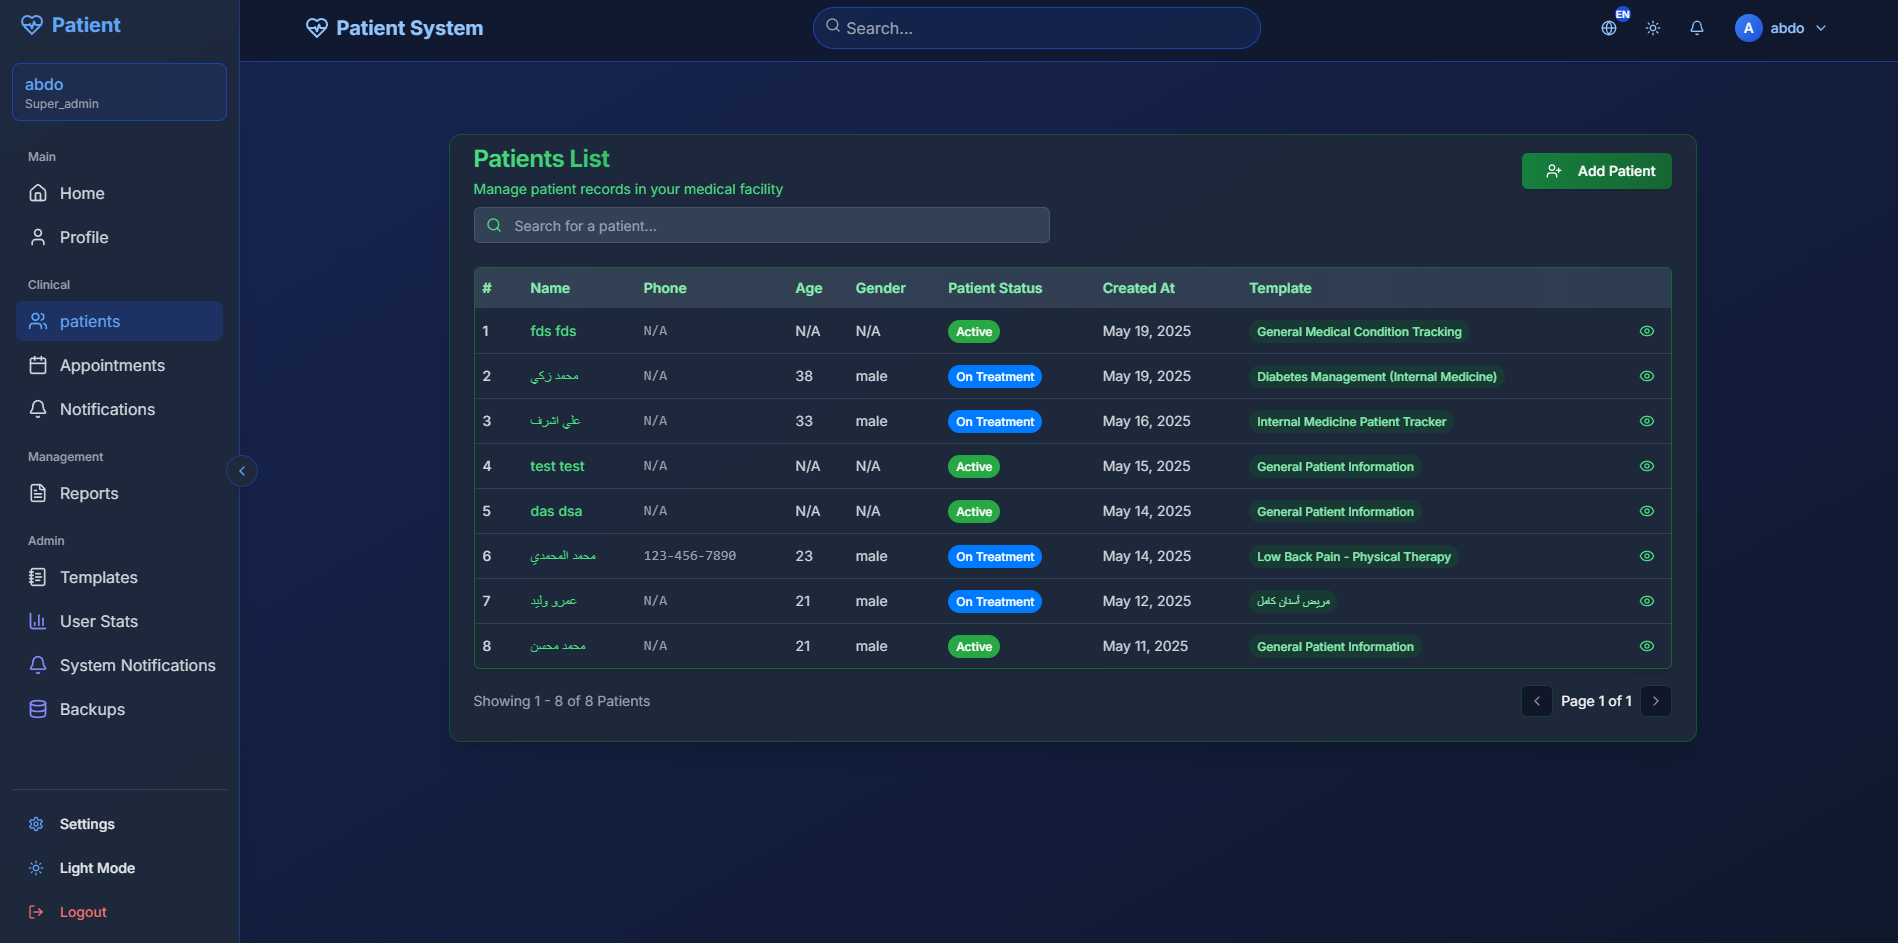 Patient
abdo
Super_admin
Main
Home
Profile
Clinical
patients
Appointments
Notifications
Management
Reports
Admin
Templates
User Stats
System Notifications
Backups
Settings
Light Mode
Logout
Patient System
Search...
EN
A abdo
Patients List
Manage patient records in your medical facility
Add Patient
Search for a patient...
# Name Phone Age Gender Patient Status Created At Template
1 fds fds N/A N/A N/A Active May 19, 2025 General Medical Condition Tracking
2 محمد زكي N/A 38 male On Treatment May 19, 2025 Diabetes Management (Internal Medicine)
3 علي اشرف N/A 33 male On Treatment May 16, 2025 Internal Medicine Patient Tracker
4 test test N/A N/A N/A Active May 15, 2025 General Patient Information
5 das dsa N/A N/A N/A Active May 14, 2025 General Patient Information
6 محمد المحمدي 123-456-7890 23 male On Treatment May 14, 2025 Low Back Pain - Physical Therapy
7 عمرو وليد N/A 21 male On Treatment May 12, 2025 مريض أسنان كامل
8 محمد محسن N/A 21 male Active May 11, 2025 General Patient Information
Showing 1 - 8 of 8 Patients
Page 1 of 1